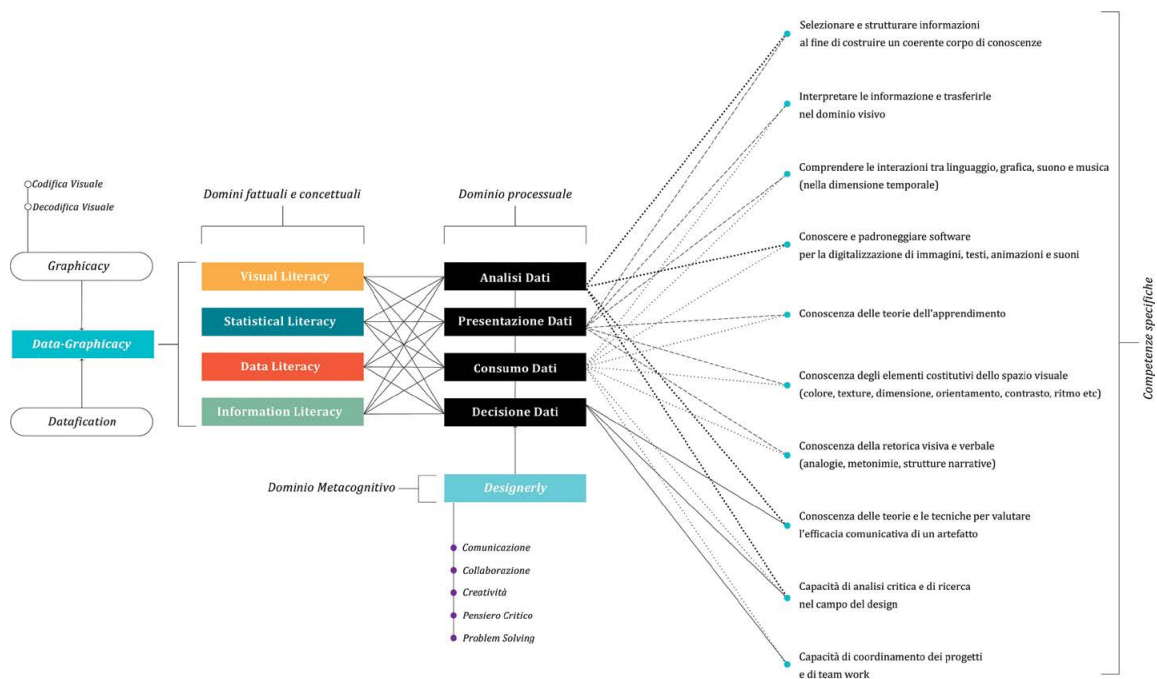 Codifica Visuale
Decodifica Visuale
Graphicacy
Data-Graphicacy
Datafication
Domini fattuali e concettuali
Visual Literacy
Statistical Literacy
Data Literacy
Information Literacy
Dominio processuale
Analisi Dati
Presentazione Dati
Consumo Dati
Decisione Dati
Dominio Metacognitivo
Designerly
Comunicazione
Collaborazione
Creatività
Pensiero Critico
Problem Solving
Selezionare e strutturare informazioni
al fine di costruire un coerente corpo di conoscenze
Interpretare le informazione e trasferirle
nel dominio visivo
Comprendere le interazioni tra linguaggio, grafica, suono e musica
(nella dimensione temporale)
Conoscere e padroneggiare software
per la digitalizzazione di immagini, testi, animazioni e suoni
Conoscenza delle teorie dell'apprendimento
Conoscenza degli elementi costitutivi dello spazio visuale
(colore, texture, dimensione, orientamento, contrasto, ritmo etc)
Conoscenza della retorica visiva e verbale
(analogie, metonimie, strutture narrative)
Conoscenza delle teorie e le tecniche per valutare
l'efficacia comunicativa di un artefatto
Capacità di analisi critica e di ricerca
nel campo del design
Capacità di coordinamento dei progetti
e di team work
Competenze specifiche